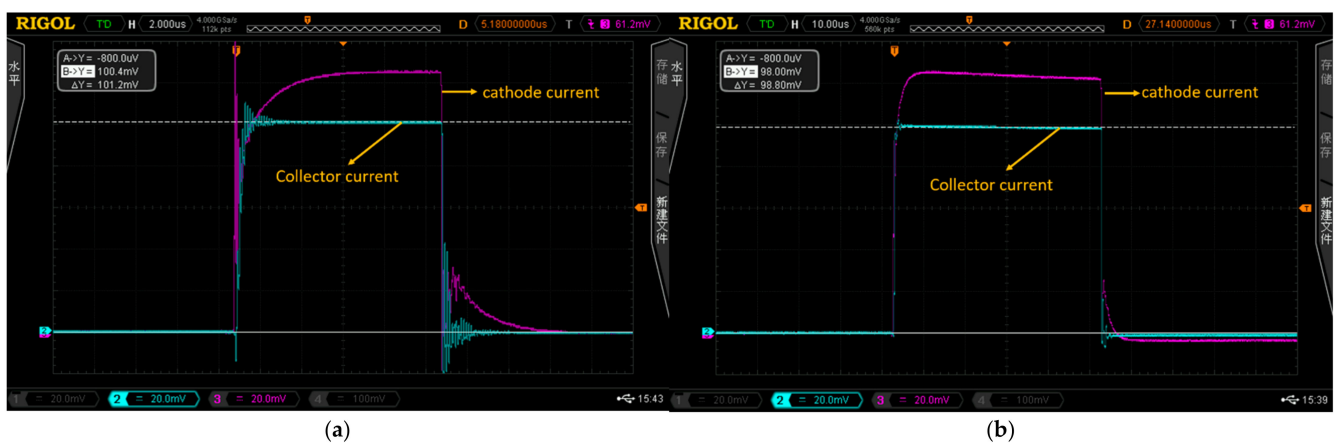 RIGOL T'D H 2.000us 4.000GSa/s 112k pts D 5.18000000us T 3 61.2mV
水平
A->Y = -800.0uV
B->Y = 100.4mV
ΔY = 101.2mV
T
cathode current
Collector current
存储
保存
新建文件
T
2
1 = 20.0mV 2 = 20.0mV 3 = 20.0mV 4 = 100mV 15:43
(a)
RIGOL T'D H 10.00us 4.000GSa/s 560k pts D 27.1400000us T 3 61.2mV
水平
A->Y = -800.0uV
B->Y = 98.00mV
ΔY = 98.80mV
T
cathode current
Collector current
存储
保存
新建文件
T
2
1 = 20.0mV 2 = 20.0mV 3 = 20.0mV 4 = 100mV 15:39
(b)